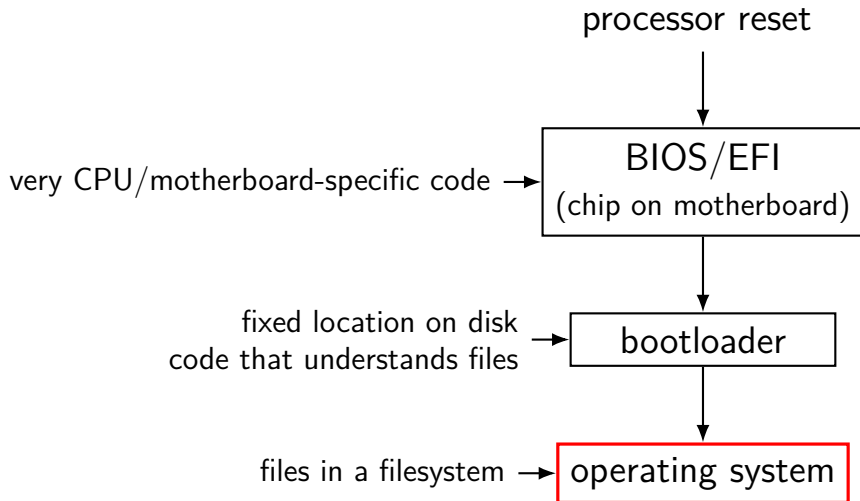 processor reset
BIOS/EFI
very CPU/motherboard-specific code
(chip on motherboard)
fixed location on disk
code that understands files
bootloader
files in a filesystem
operating system